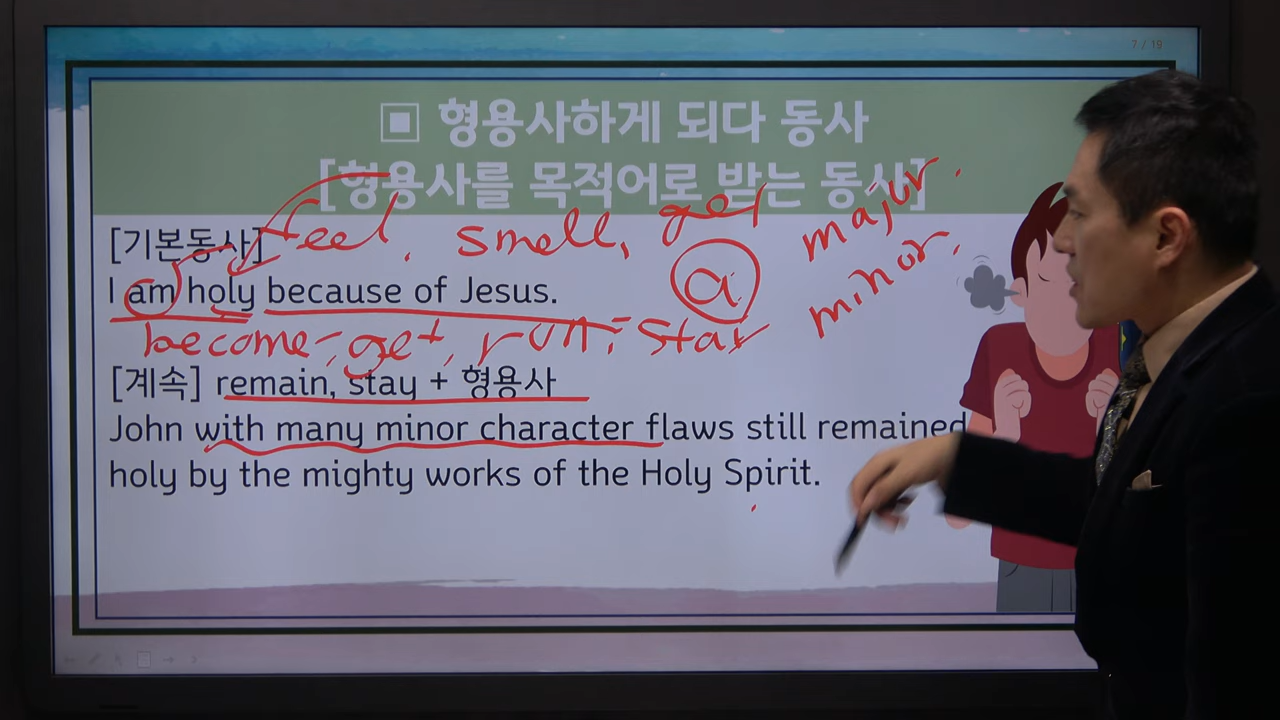 7 / 19
▣ 형용사하게 되다 동사
[형용사를 목적어로 받는 동사]
[기본동사]
feel, smell, get
major.
I am holy because of Jesus.
a
minor.
become, get, run, stay
[계속] remain, stay + 형용사
John with many minor character flaws still remained
holy by the mighty works of the Holy Spirit.